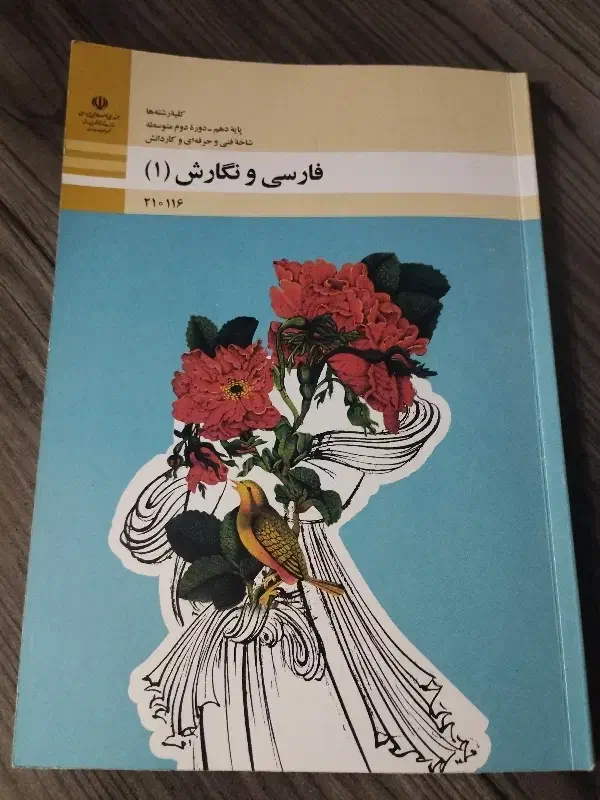 کلیهٔ رشته‌ها
پایهٔ دهم - دورهٔ دوم متوسطه
شاخهٔ فنی و حرفه‌ای و کاردانش
فارسی و نگارش (۱)
۲۱۰۱۱۶